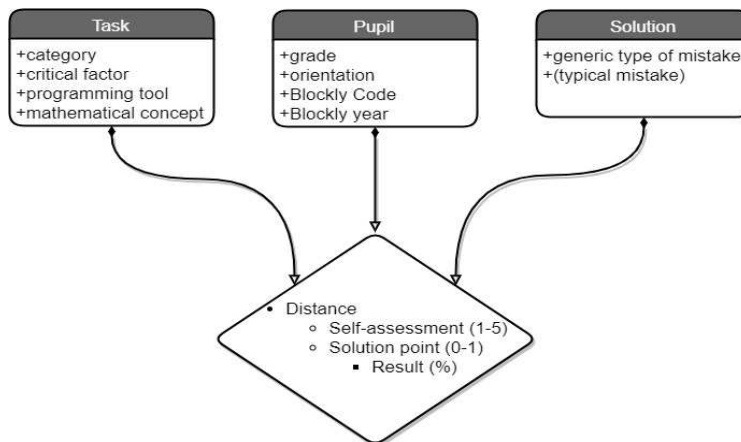 Task
+category
+critical factor
+programming tool
+mathematical concept
Pupil
+grade
+orientation
+Blockly Code
+Blockly year
Solution
+generic type of mistake
+(typical mistake)
• Distance
○ Self-assessment (1-5)
○ Solution point (0-1)
▪ Result (%)